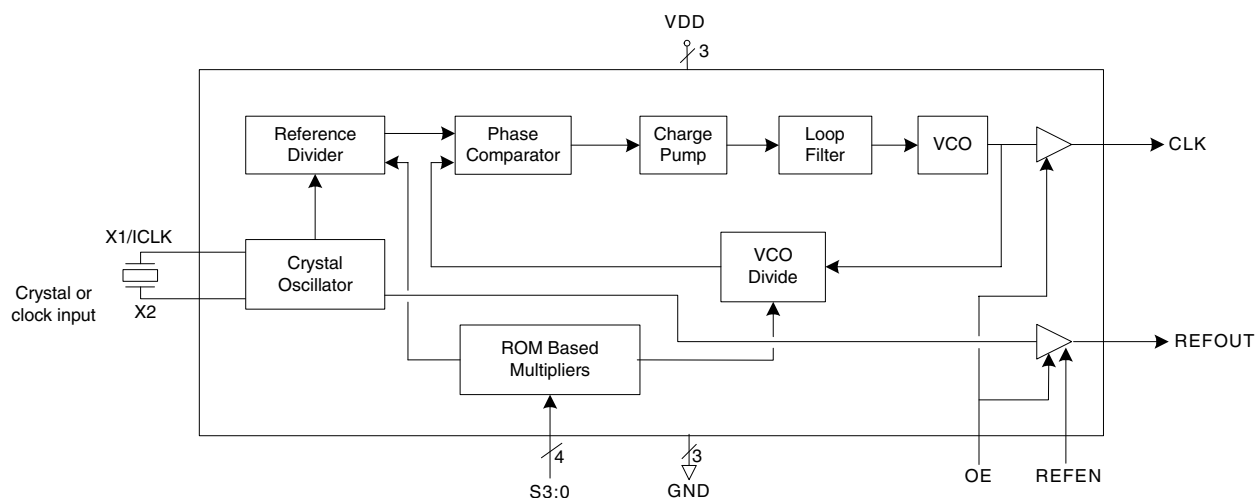 VDD
3
Reference
Divider
Phase
Comparator
Charge
Pump
Loop
Filter
VCO
CLK
X1/ICLK
Crystal
Oscillator
VCO
Divide
Crystal or
clock input
X2
ROM Based
Multipliers
REFOUT
4
3
S3:0
GND
OE
REFEN